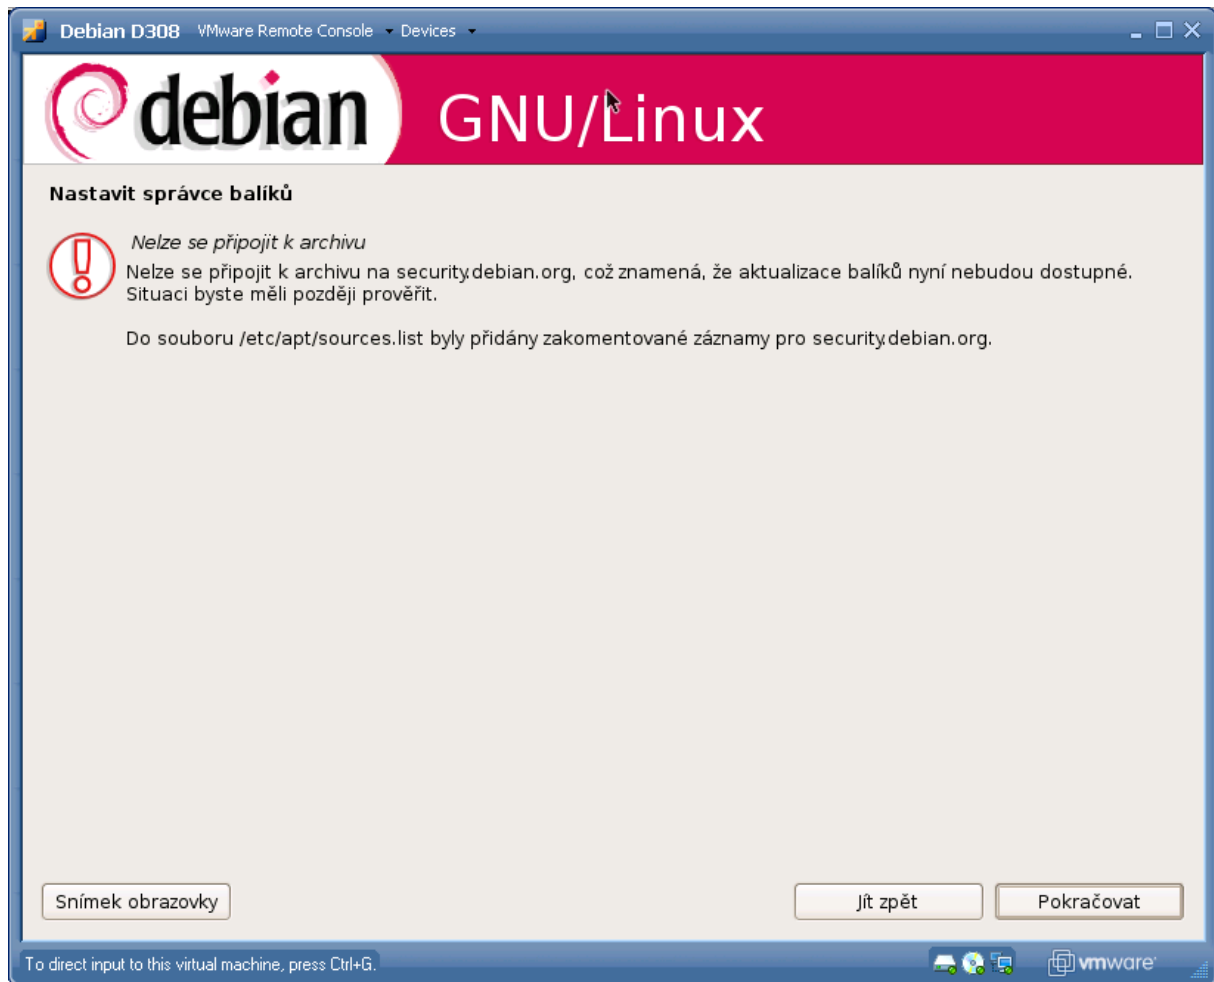 Debian D308 VMware Remote Console Devices
debian GNU/Linux
Nastavit správce balíků
Nelze se připojit k archivu
Nelze se připojit k archivu na security.debian.org, což znamená, že aktualizace balíků nyní nebudou dostupné.
Situaci byste měli později prověřit.
Do souboru /etc/apt/sources.list byly přidány zakomentované záznamy pro security.debian.org.
Snímek obrazovky Jít zpět Pokračovat
To direct input to this virtual machine, press Ctrl+G. vmware